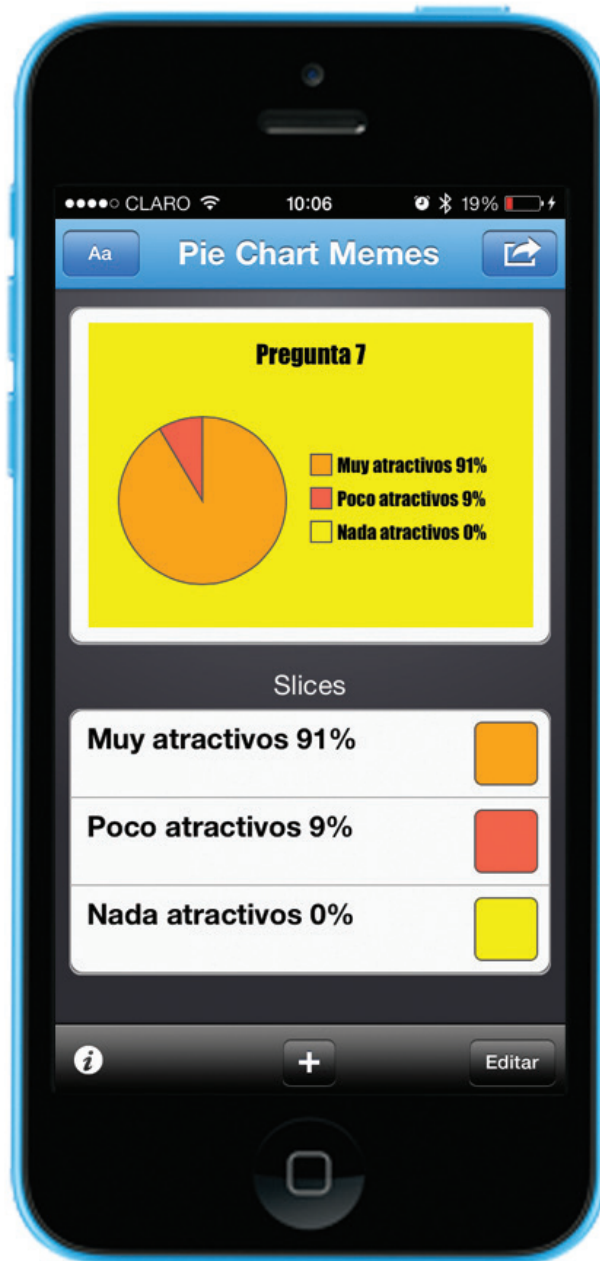 CLARO 10:06 19%
Aa Pie Chart Memes
Pregunta 7
Muy atractivos 91%
Poco atractivos 9%
Nada atractivos 0%
Slices
Muy atractivos 91%
Poco atractivos 9%
Nada atractivos 0%
i + Editar